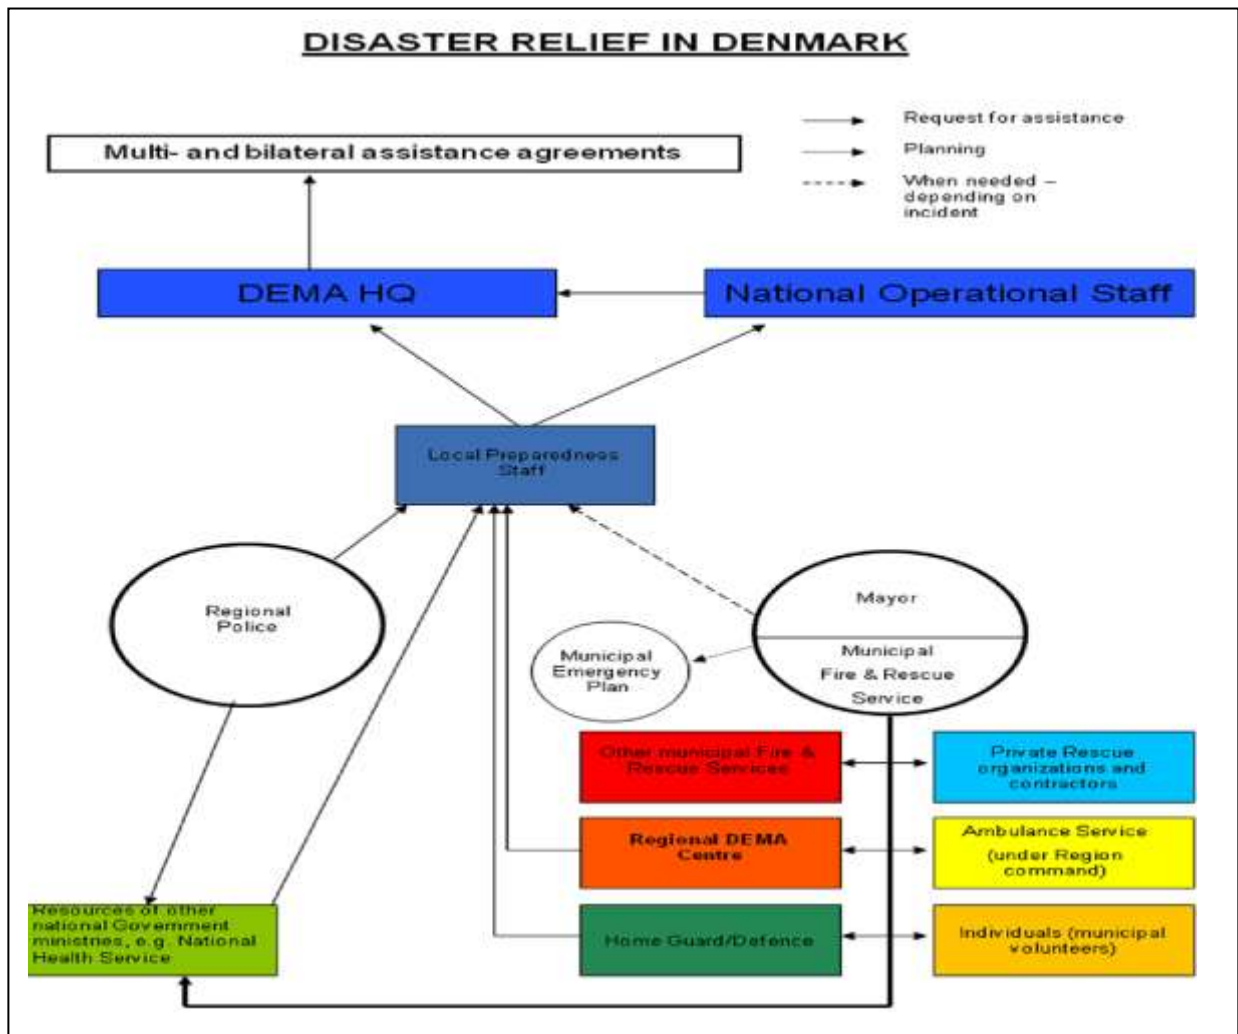 DISASTER RELIEF IN DENMARK
Request for assistance
Planning
When needed –
depending on
incident
Multi- and bilateral assistance agreements
DEMA HQ
National Operational Staff
Local Preparedness
Staff
Regional
Police
Mayor
Municipal
Fire & Rescue
Service
Municipal
Emergency
Plan
Other municipal Fire &
Rescue Services
Private Rescue
organizations and
contractors
Regional DEMA
Centre
Ambulance Service
(under Region
command)
Resources of other
national Government
ministries, e.g. National
Health Service
Home Guard/Defence
Individuals (municipal
volunteers)